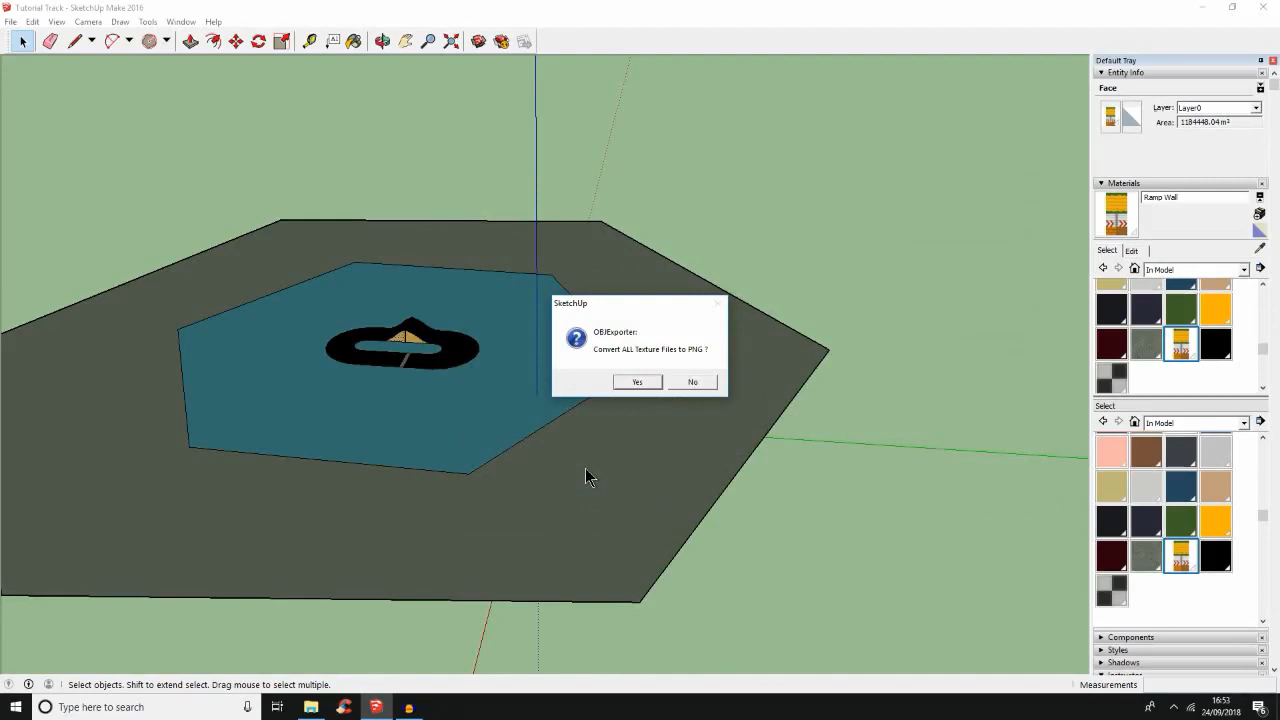 Tutorial Track - SketchUp Make 2016
File Edit View Camera Draw Tools Window Help
Default Tray
Entity Info
Face
Layer: Layer0
Area: 1184448.04 m²
Materials
Ramp Wall
Select Edit
In Model
SketchUp
OBJExporter:
Convert ALL Texture Files to PNG ?
Yes No
Select
In Model
Components
Styles
Shadows
Instructor
Select objects. Shift to extend select. Drag mouse to select multiple.
Measurements
Type here to search
16:53
24/09/2018